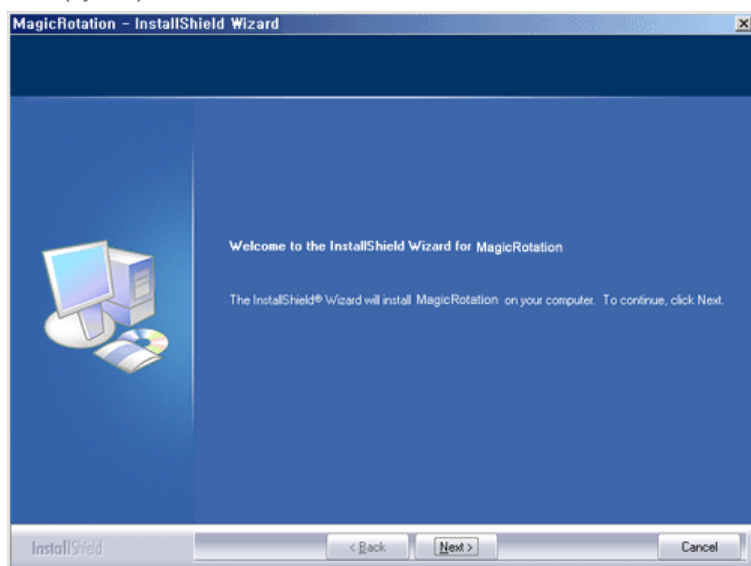 MagicRotation - InstallShield Wizard
Welcome to the InstallShield Wizard for MagicRotation
The InstallShield® Wizard will install MagicRotation on your computer. To continue, click Next.
InstallShield
< Back
Next >
Cancel